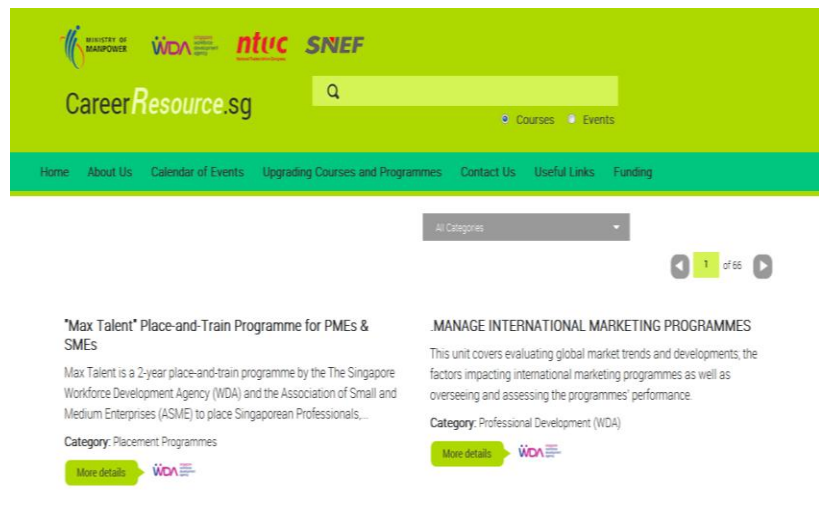 MINISTRY OF
MANPOWER
WDA
ntuc
SNEF
CareerResource.sg
Courses Events
Home About Us Calendar of Events Upgrading Courses and Programmes Contact Us Useful Links Funding
All Categories
1 of 66
"Max Talent" Place-and-Train Programme for PMEs &
SMEs
Max Talent is a 2-year place-and-train programme by the The Singapore
Workforce Development Agency (WDA) and the Association of Small and
Medium Enterprises (ASME) to place Singaporean Professionals,...
Category: Placement Programmes
More details WDA
.MANAGE INTERNATIONAL MARKETING PROGRAMMES
This unit covers evaluating global market trends and developments; the
factors impacting international marketing programmes as well as
overseeing and assessing the programmes' performance.
Category: Professional Development (WDA)
More details WDA